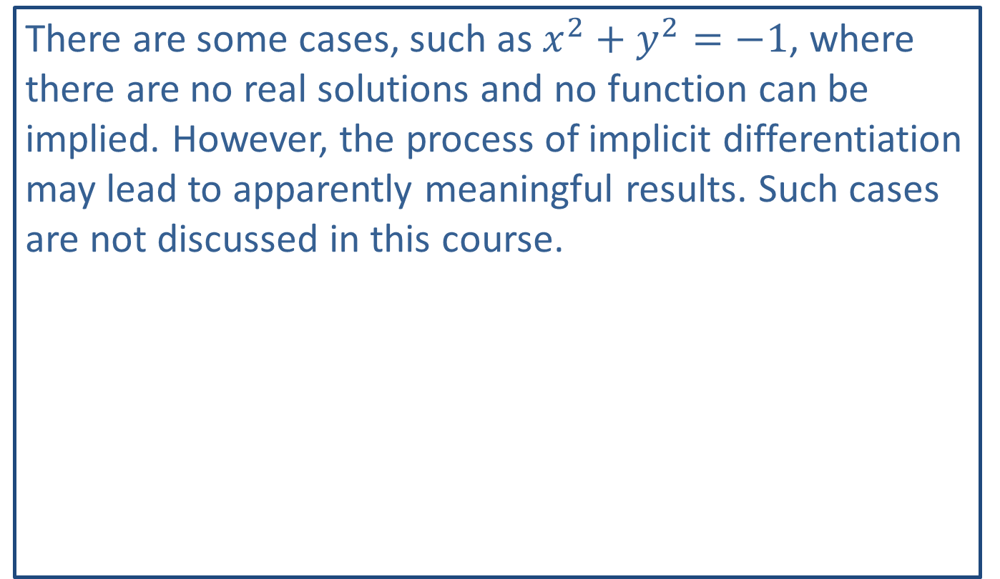 There are some cases, such as x² + y² = −1, where
there are no real solutions and no function can be
implied. However, the process of implicit differentiation
may lead to apparently meaningful results. Such cases
are not discussed in this course.